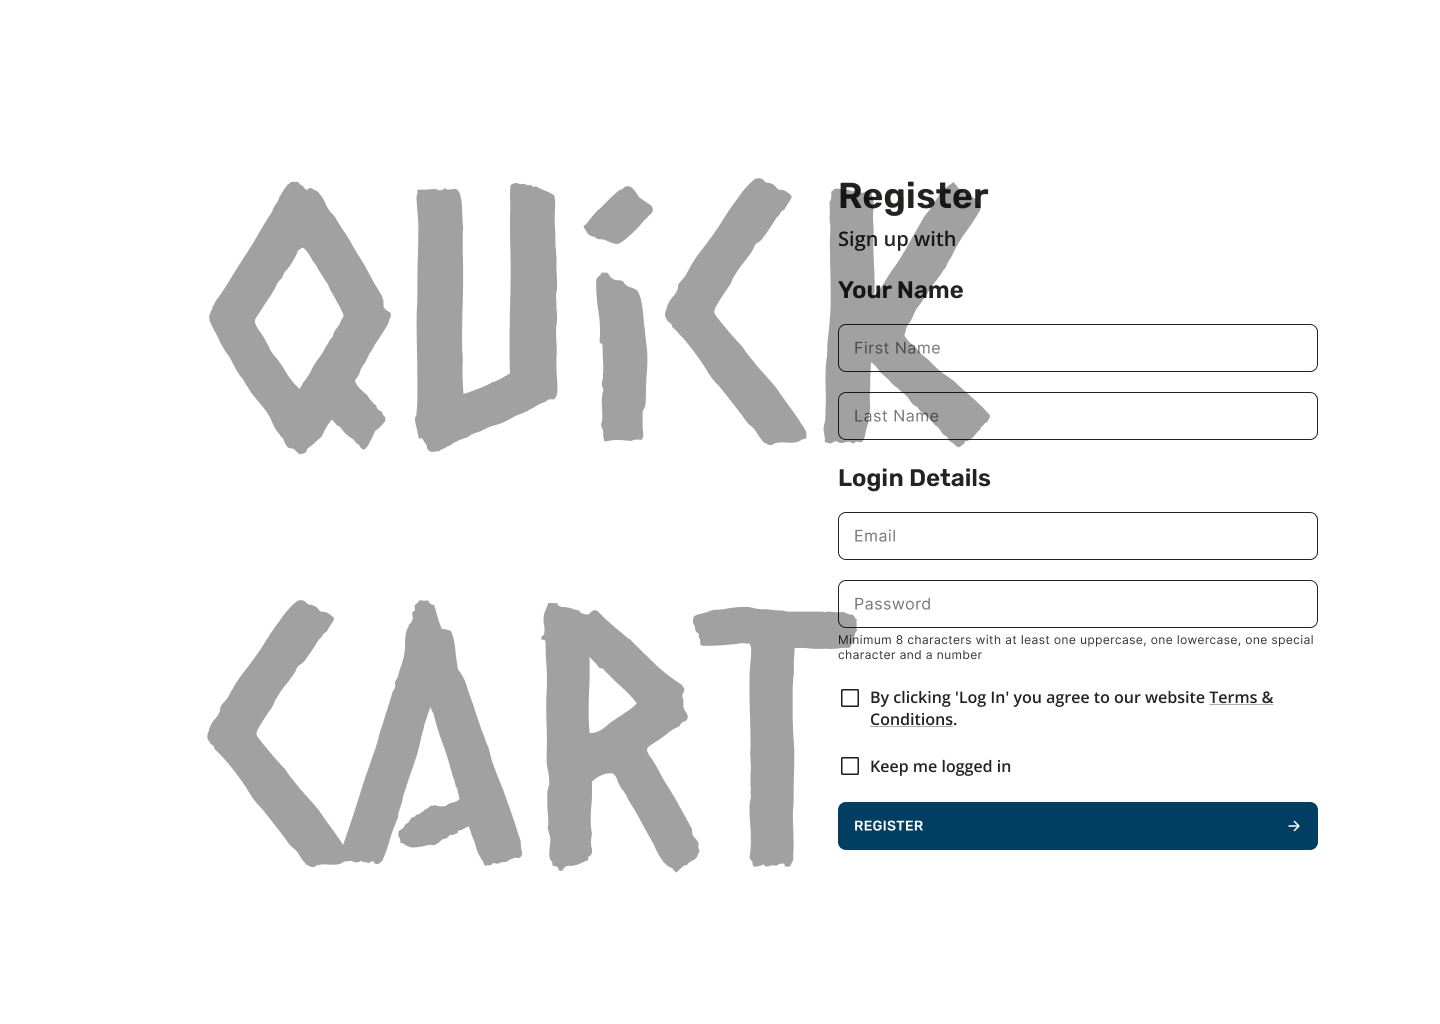 QUiCK
CART
Register
Sign up with
Your Name
First Name
Last Name
Login Details
Email
Password
Minimum 8 characters with at least one uppercase, one lowercase, one special
character and a number
By clicking 'Log In' you agree to our website Terms &
Conditions.
Keep me logged in
REGISTER